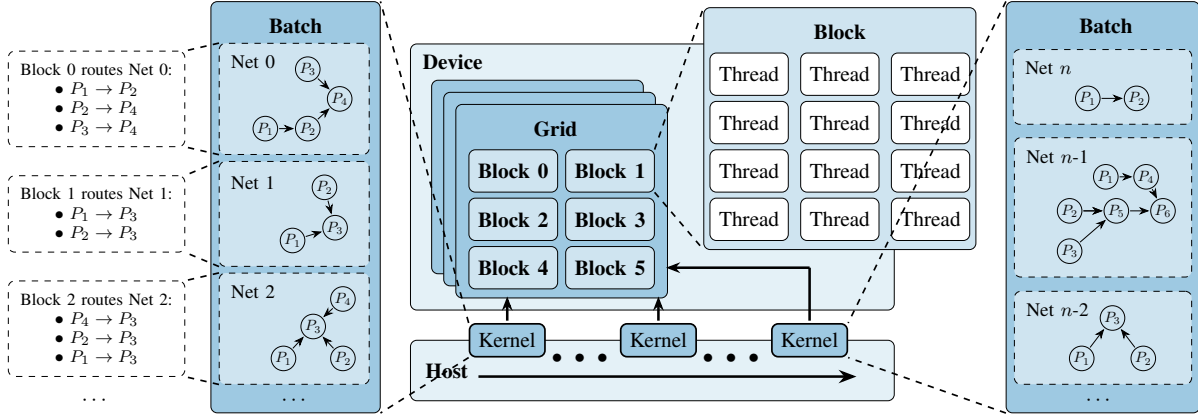 Block 0 routes Net 0:
• P1 → P2
• P2 → P4
• P3 → P4
Block 1 routes Net 1:
• P1 → P3
• P2 → P3
Block 2 routes Net 2:
• P4 → P3
• P2 → P3
• P1 → P3
...
Batch
Net 0
P3
P4
P1
P2
Net 1
P2
P3
P1
Net 2
P4
P3
P1
P2
...
Device
Grid
Block 0 Block 1
Block 2 Block 3
Block 4 Block 5
Block
Thread Thread Thread
Thread Thread Thread
Thread Thread Thread
Thread Thread Thread
Kernel ... Kernel ... Kernel
Host
Batch
Net n
P1 P2
Net n-1
P1 P4
P2 P5 P6
P3
Net n-2
P3
P1 P2
...